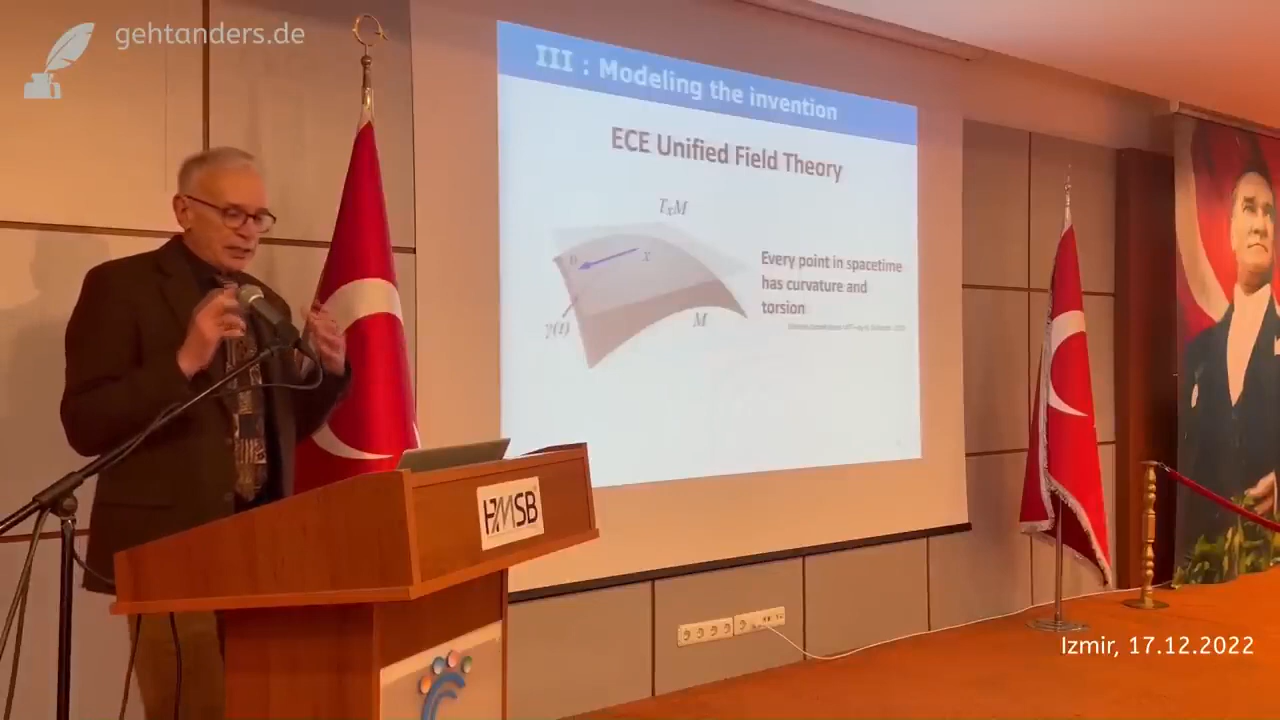 gehtanders.de
III : Modeling the invention
ECE Unified Field Theory
TₓM
0
x
Every point in spacetime
has curvature and
torsion
γ(t)
M
HMSB
Izmir, 17.12.2022